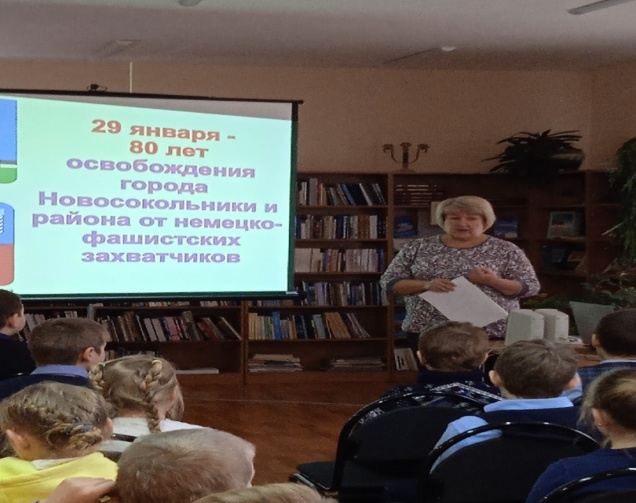 29 января -
80 лет
освобождения
города
Новосокольники и
района от немецко-
фашистских
захватчиков